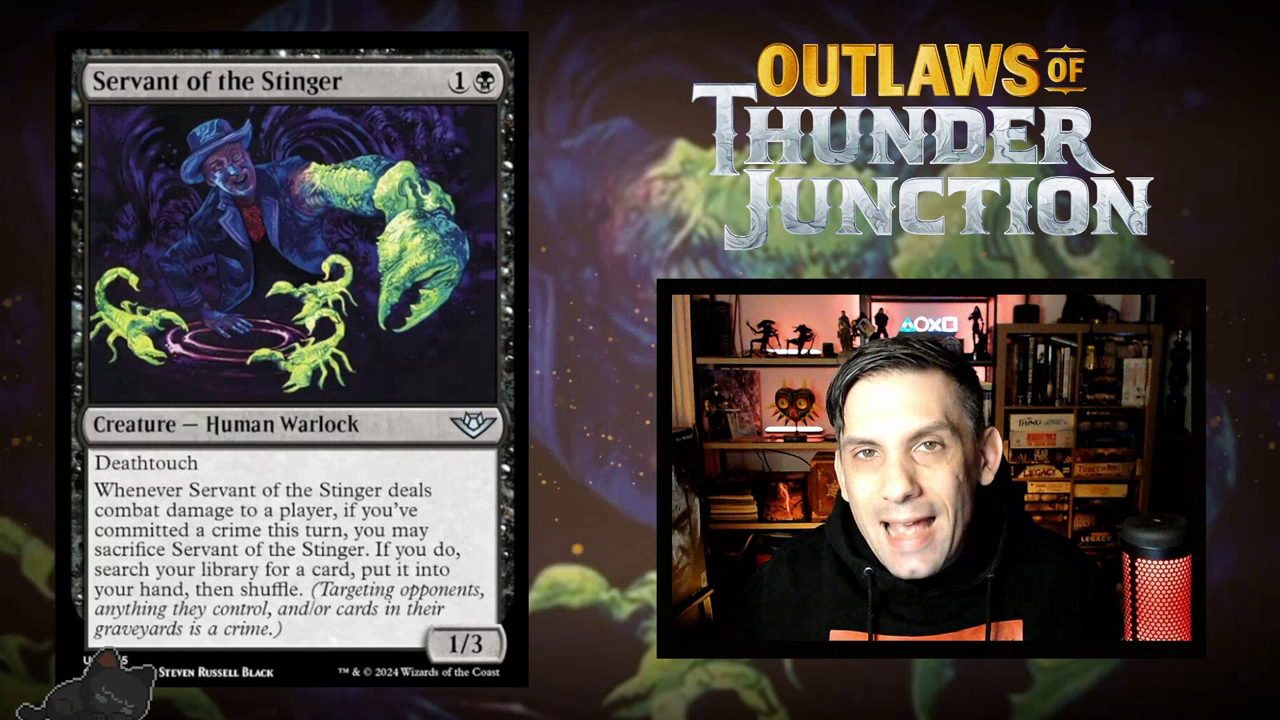 Servant of the Stinger 1
Creature — Human Warlock
Deathtouch
Whenever Servant of the Stinger deals
combat damage to a player, if you've
committed a crime this turn, you may
sacrifice Servant of the Stinger. If you do,
search your library for a card, put it into
your hand, then shuffle. (Targeting opponents,
anything they control, and/or cards in their
graveyards is a crime.)
1/3
STEVEN RUSSELL BLACK
™ & © 2024 Wizards of the Coast
OUTLAWS OF
THUNDER
JUNCTION
THING
LEGACY
LEGACY